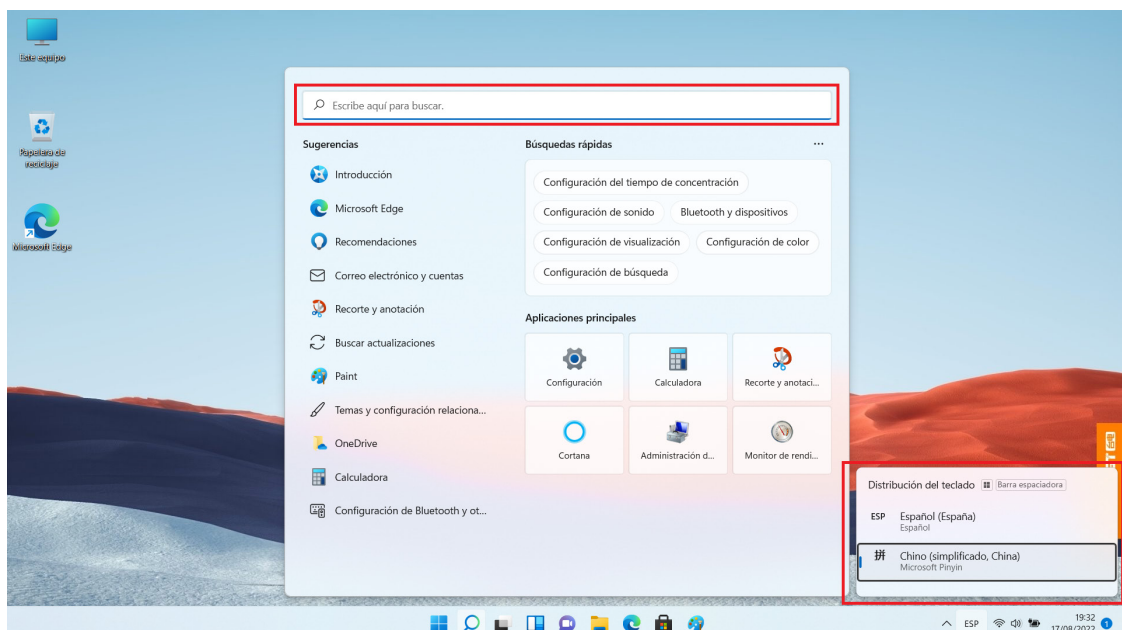 Este equipo
Papelera de
reciclaje
Microsoft Edge
Escribe aquí para buscar.
Sugerencias
Introducción
Microsoft Edge
Recomendaciones
Correo electrónico y cuentas
Recorte y anotación
Buscar actualizaciones
Paint
Temas y configuración relaciona...
OneDrive
Calculadora
Configuración de Bluetooth y ot...
Búsquedas rápidas
Configuración del tiempo de concentración
Configuración de sonido
Bluetooth y dispositivos
Configuración de visualización
Configuración de color
Configuración de búsqueda
Aplicaciones principales
Configuración
Calculadora
Recorte y anotaci...
Cortana
Administración d...
Monitor de rendi...
Distribución del teclado Barra espaciadora
ESP Español (España)
Español
拼 Chino (simplificado, China)
Microsoft Pinyin
ESP
19:32
17/08/2022
1